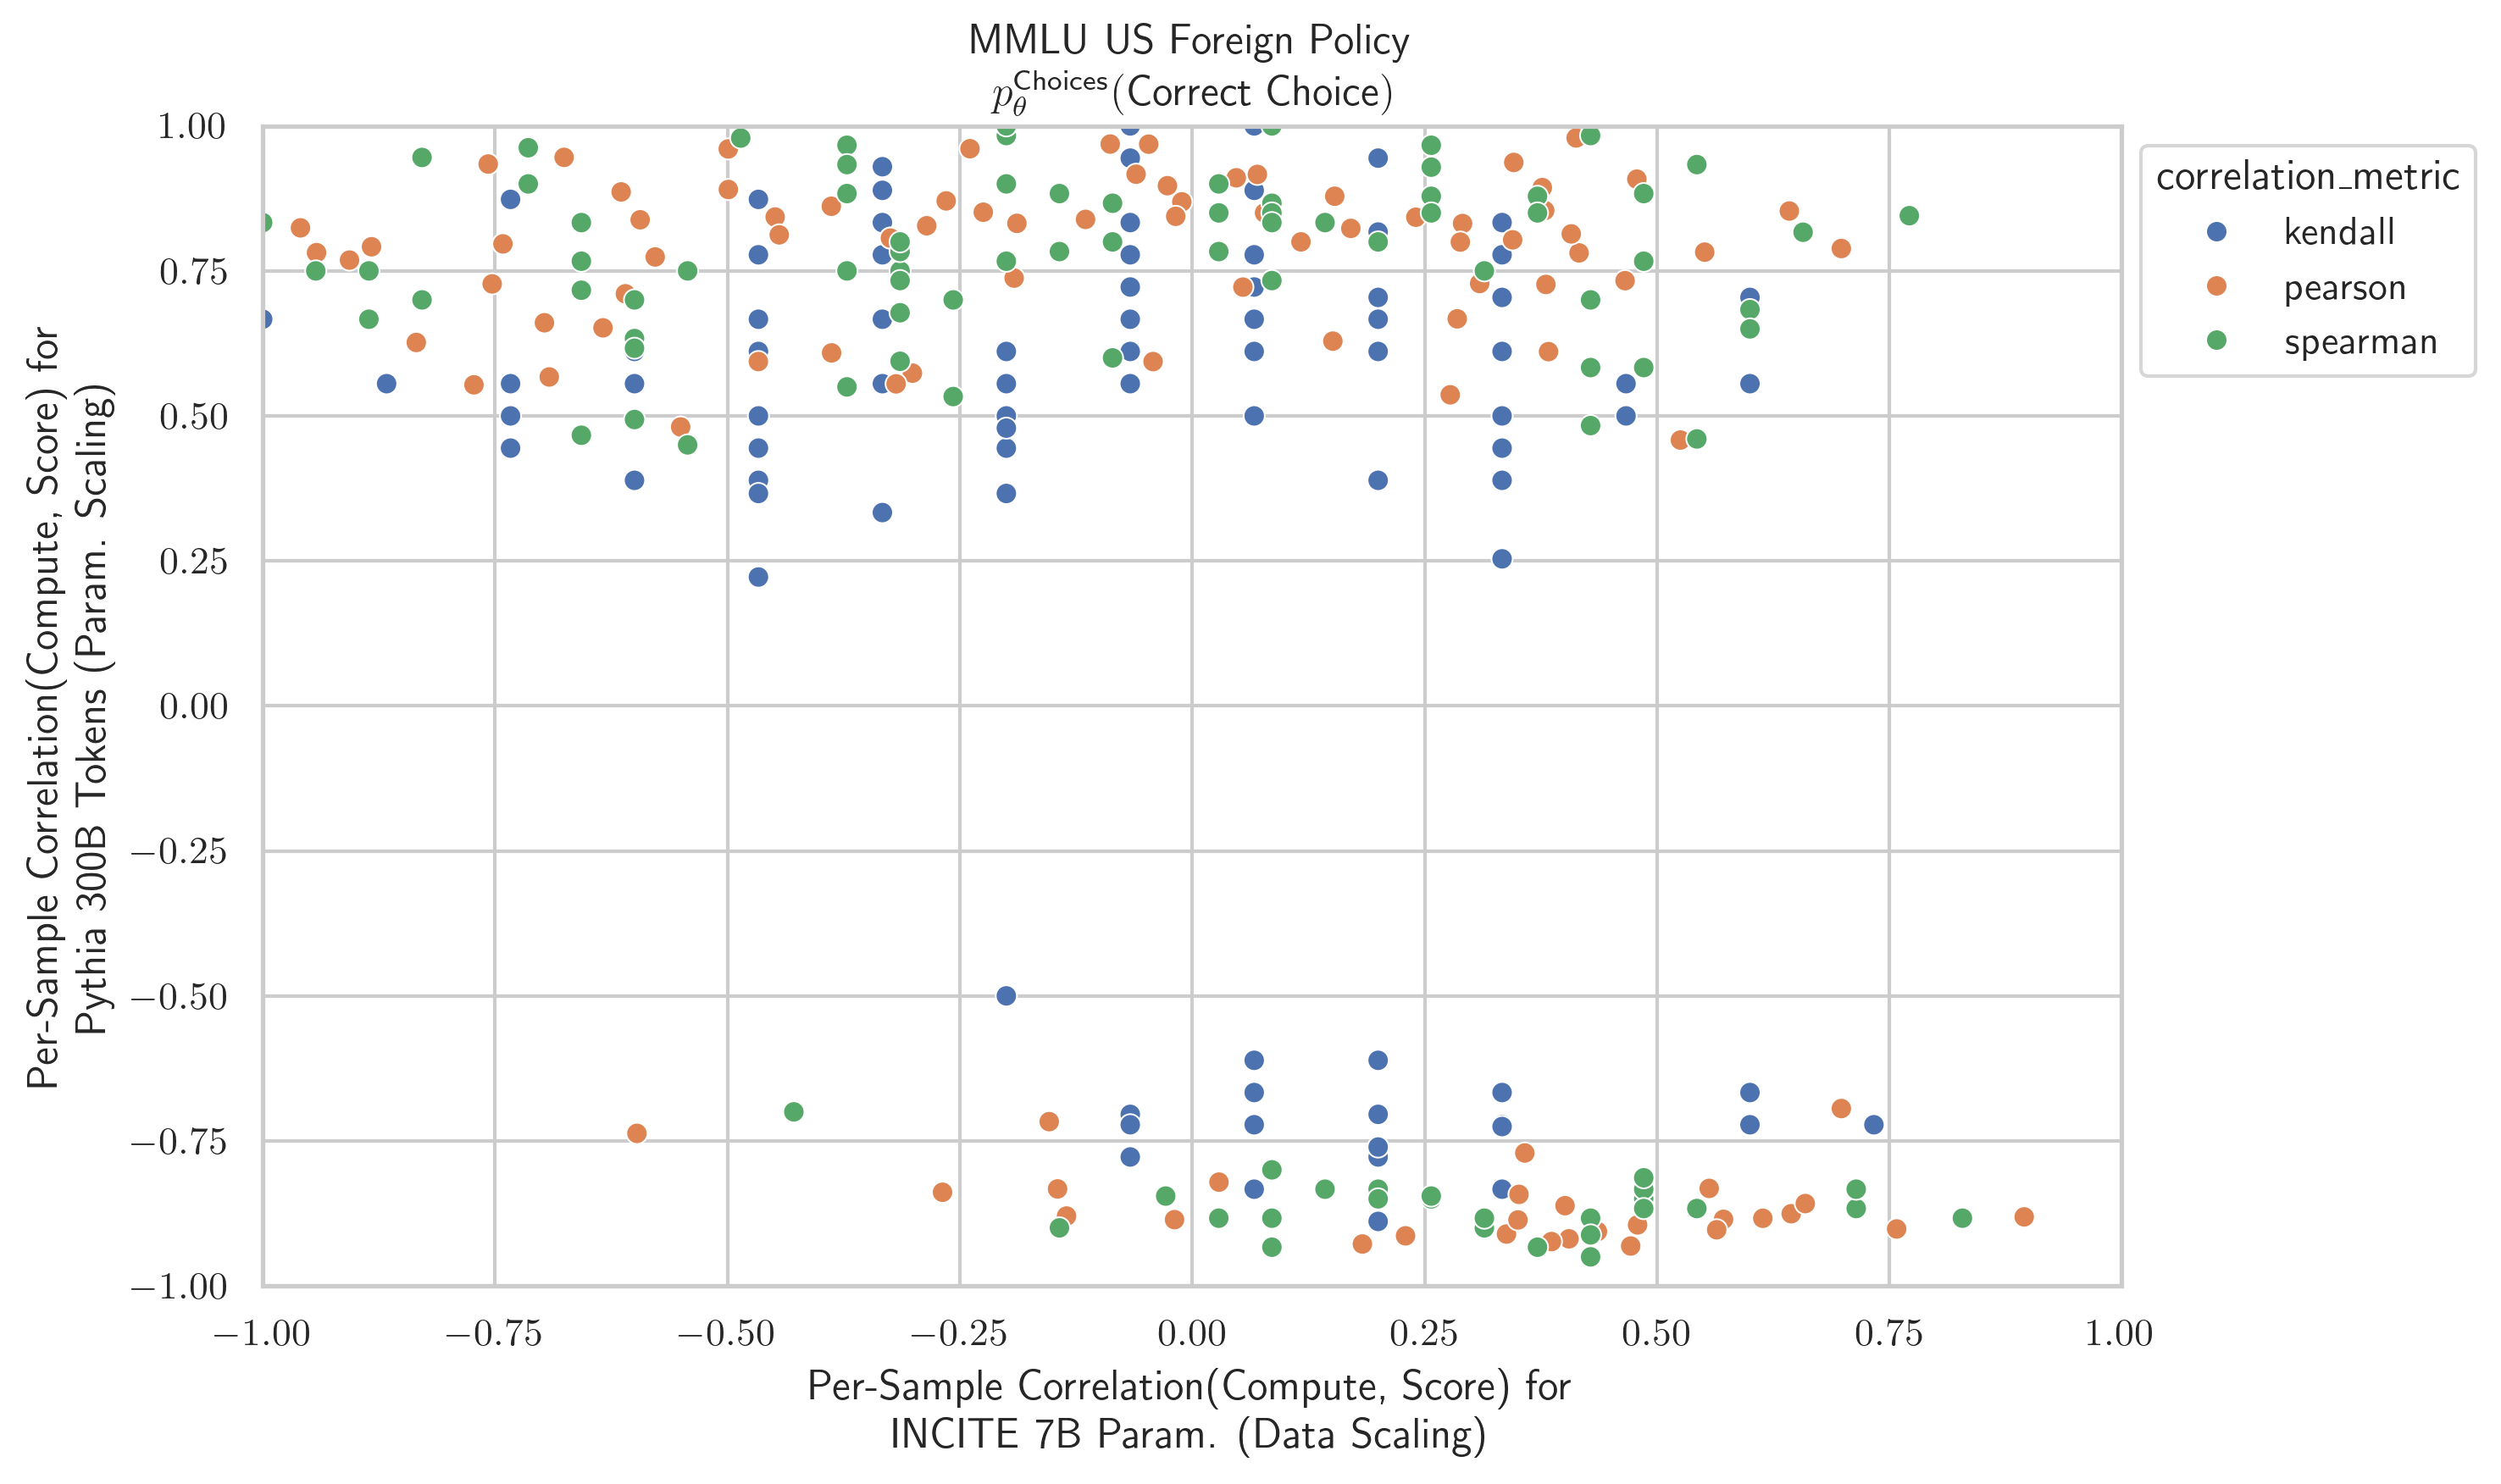 MMLU US Foreign Policy
p_θ^Choices(Correct Choice)
Per-Sample Correlation(Compute, Score) for
Pythia 300B Tokens (Param. Scaling)
1.00
0.75
0.50
0.25
0.00
−0.25
−0.50
−0.75
−1.00
−1.00
−0.75
−0.50
−0.25
0.00
0.25
0.50
0.75
1.00
Per-Sample Correlation(Compute, Score) for
INCITE 7B Param. (Data Scaling)
correlation_metric
kendall
pearson
spearman